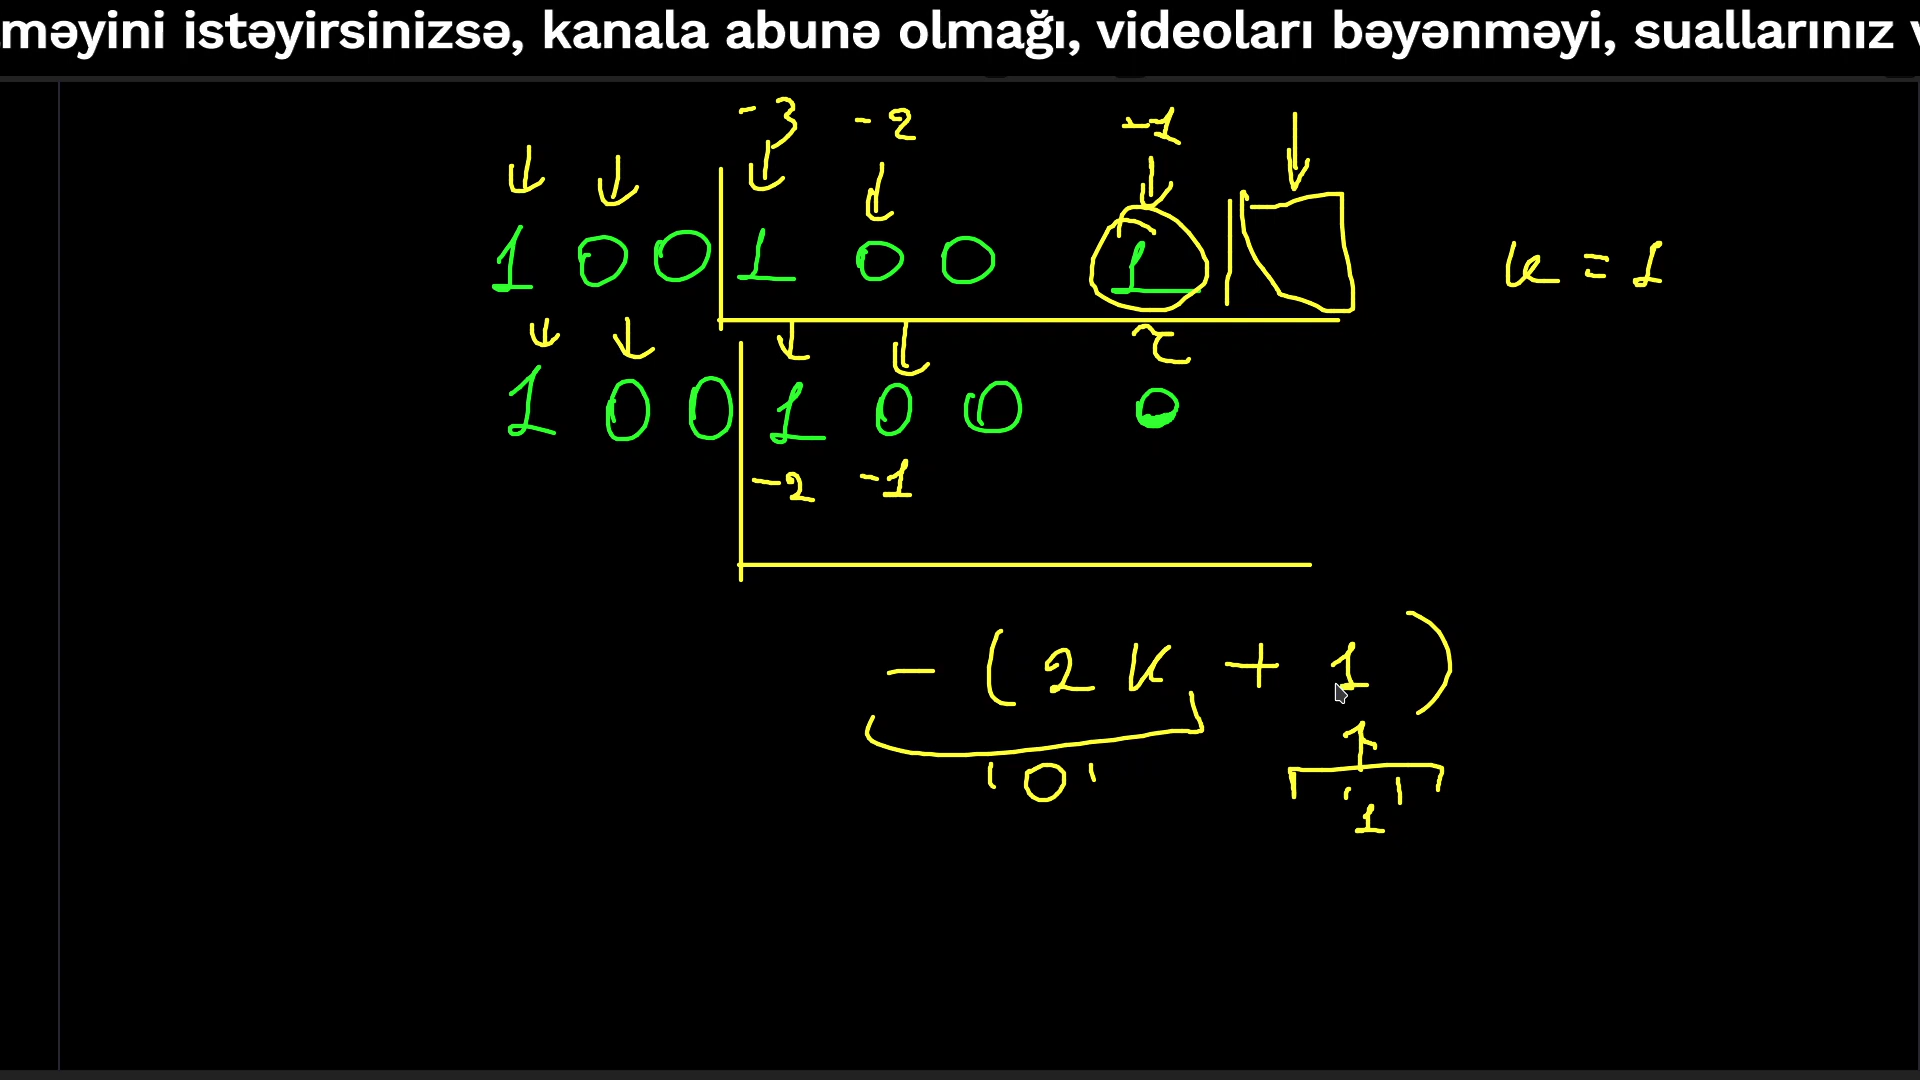 məyini istəyirsinizsə, kanala abunə olmağı, videoları bəyənməyi, suallarınız
-3 -2 -1
1 0 0 1 0 0 1 k = 1
1 0 0 1 0 0 0
-2 -1
- (2k + 1)
'0' 1
'1'